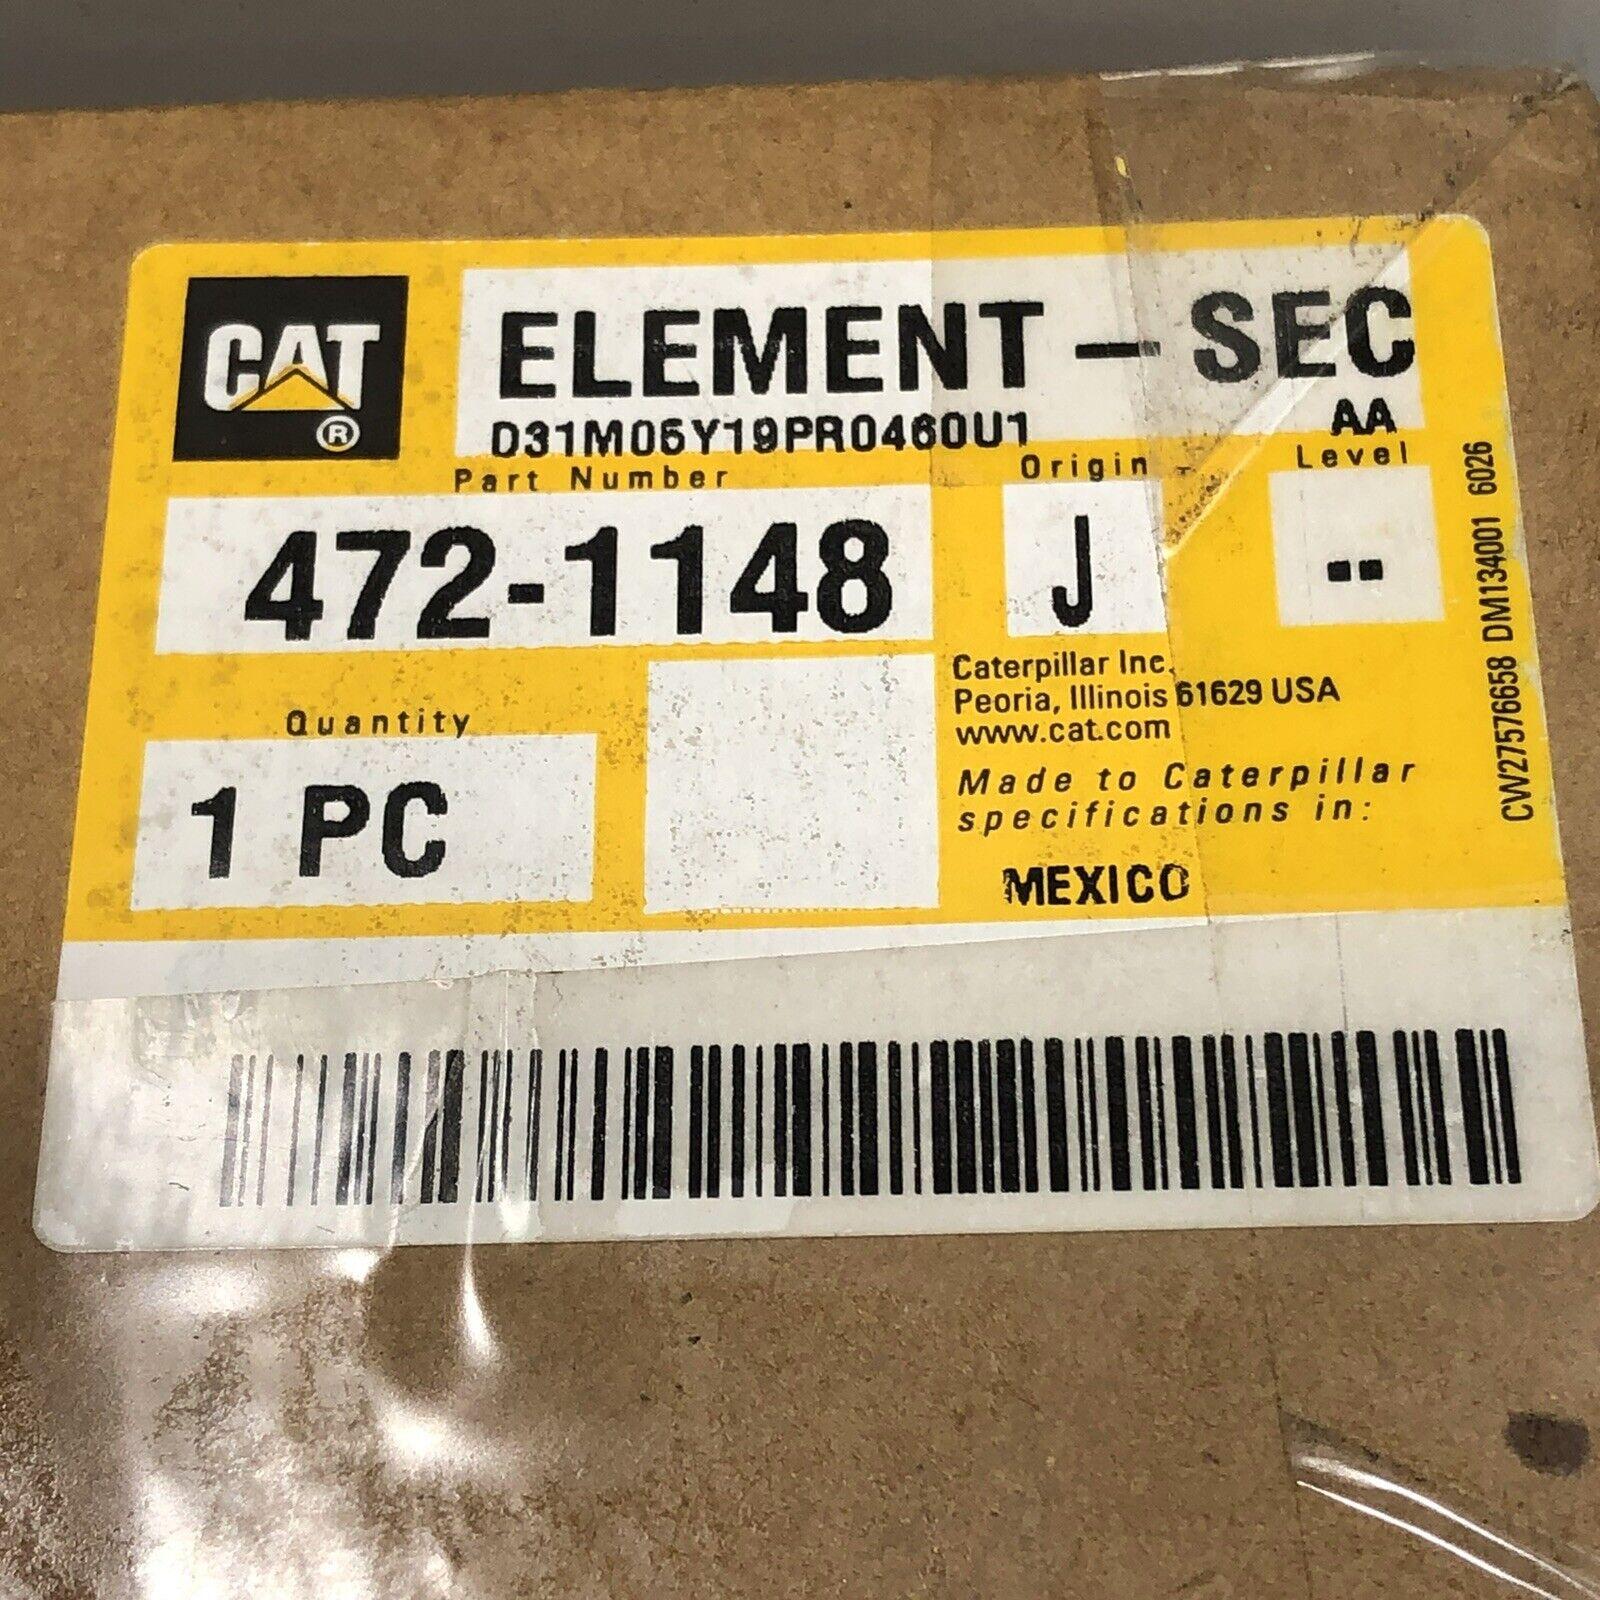 CAT
®
ELEMENT - SEC
D31M05Y19PR0460U1 AA
Part Number Origin Level
472-1148 J --
Caterpillar Inc.
Peoria, Illinois 61629 USA
www.cat.com
Quantity
1 PC
Made to Caterpillar
specifications in:
MEXICO
CW27576658 DM134001 6026